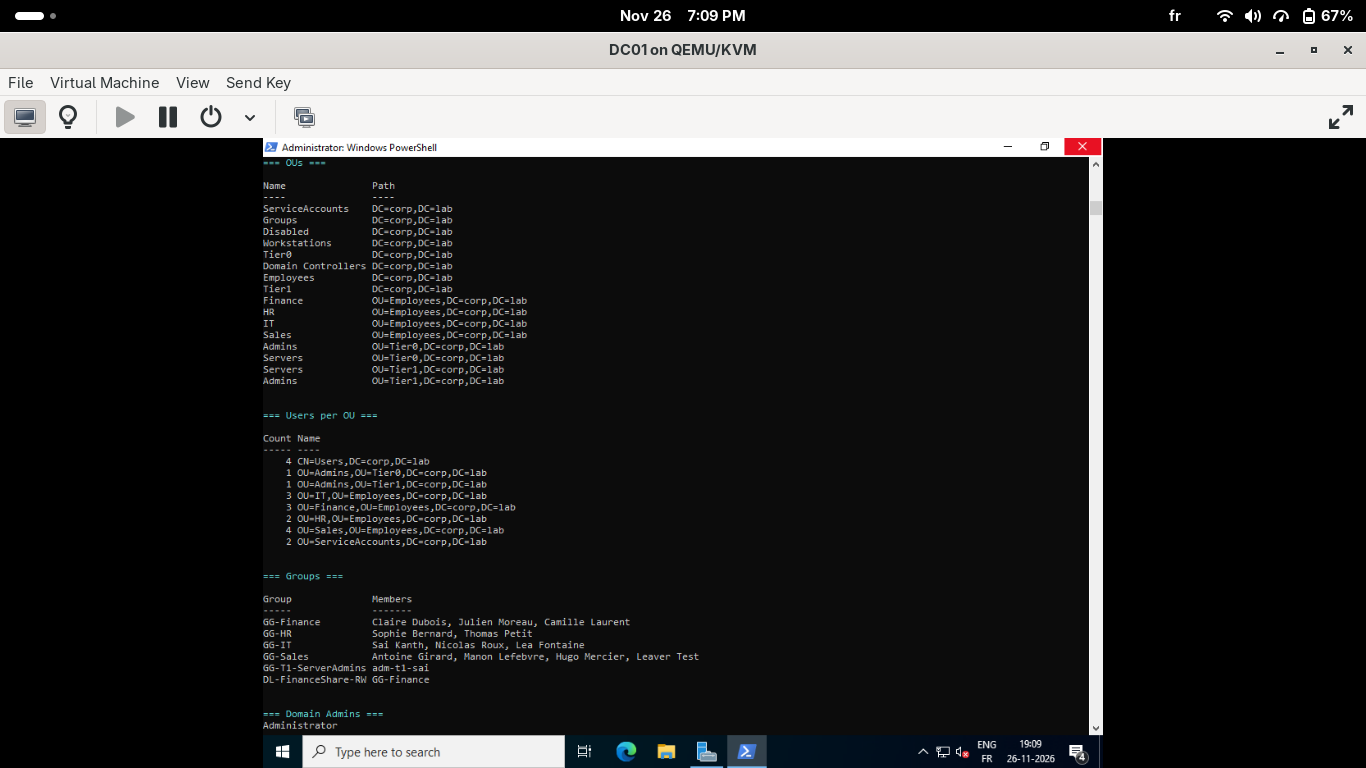 Nov 26 7:09 PM
fr
67%
DC01 on QEMU/KVM
File Virtual Machine View Send Key
Administrator: Windows PowerShell
=== OUs ===
Name Path
---- ----
ServiceAccounts DC=corp,DC=lab
Groups DC=corp,DC=lab
Disabled DC=corp,DC=lab
Workstations DC=corp,DC=lab
Tier0 DC=corp,DC=lab
Domain Controllers DC=corp,DC=lab
Employees DC=corp,DC=lab
Tier1 DC=corp,DC=lab
Finance OU=Employees,DC=corp,DC=lab
HR OU=Employees,DC=corp,DC=lab
IT OU=Employees,DC=corp,DC=lab
Sales OU=Employees,DC=corp,DC=lab
Admins OU=Tier0,DC=corp,DC=lab
Servers OU=Tier0,DC=corp,DC=lab
Servers OU=Tier1,DC=corp,DC=lab
Admins OU=Tier1,DC=corp,DC=lab
=== Users per OU ===
Count Name
----- ----
4 CN=Users,DC=corp,DC=lab
1 OU=Admins,OU=Tier0,DC=corp,DC=lab
1 OU=Admins,OU=Tier1,DC=corp,DC=lab
3 OU=IT,OU=Employees,DC=corp,DC=lab
3 OU=Finance,OU=Employees,DC=corp,DC=lab
2 OU=HR,OU=Employees,DC=corp,DC=lab
4 OU=Sales,OU=Employees,DC=corp,DC=lab
2 OU=ServiceAccounts,DC=corp,DC=lab
=== Groups ===
Group Members
----- -------
GG-Finance Claire Dubois, Julien Moreau, Camille Laurent
GG-HR Sophie Bernard, Thomas Petit
GG-IT Sai Kanth, Nicolas Roux, Lea Fontaine
GG-Sales Antoine Girard, Manon Lefebvre, Hugo Mercier, Leaver Test
GG-T1-ServerAdmins adm-t1-sai
DL-FinanceShare-RW GG-Finance
=== Domain Admins ===
Administrator
Type here to search
ENG
FR
19:09
26-11-2026
4